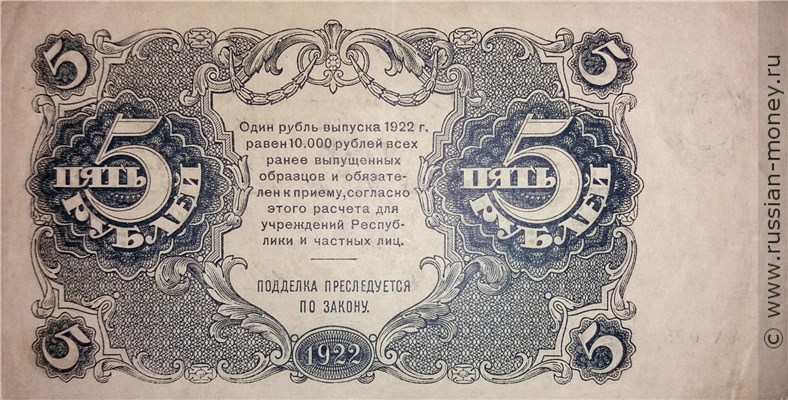 5
5
Один рубль выпуска 1922 г.
равен 10.000 рублей всех
ранее выпущенных
образцов и обязате-
лен к приему, согласно
этого расчета для
учреждений Респуб-
лики и частных лиц.
ПОДДЕЛКА ПРЕСЛЕДУЕТСЯ
ПО ЗАКОНУ.
5
ПЯТЬ
РУБЛЕЙ
5
ПЯТЬ
РУБЛЕЙ
5
1922
5
© www.russian-money.ru